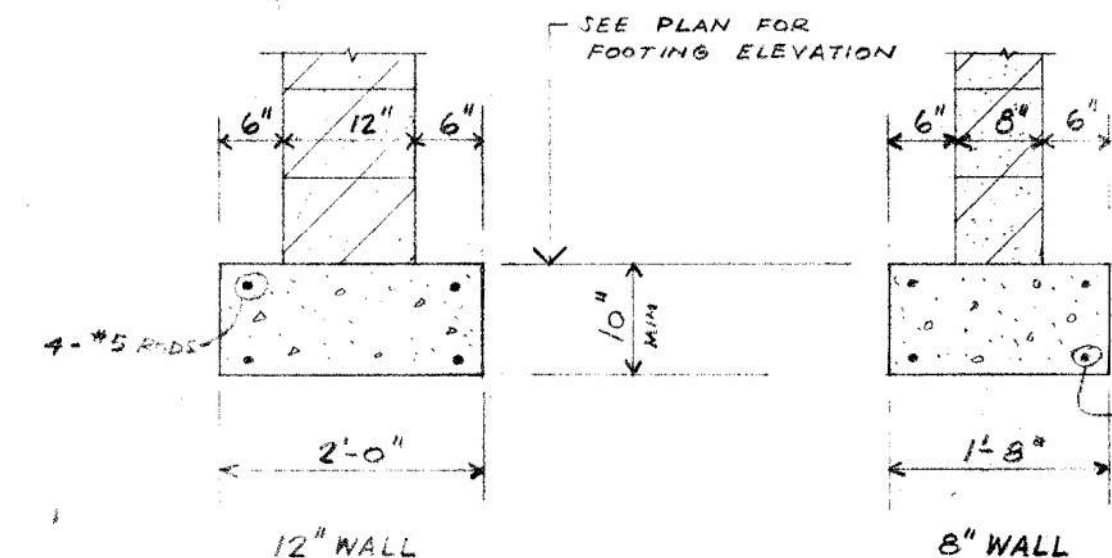 SEE PLAN FOR
FOOTING ELEVATION
6" 12" 6"
6" 8" 6"
10"
MIN
4-#5 RODS
2'-0"
1'-8"
12" WALL
8" WALL